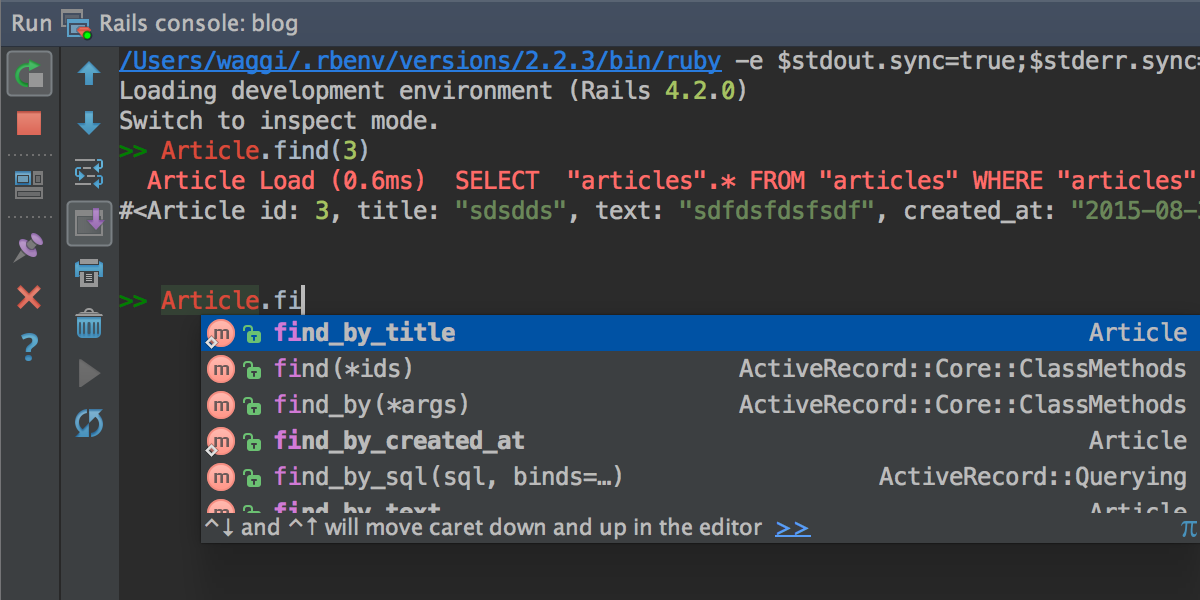 Run Rails console: blog
/Users/waggi/.rbenv/versions/2.2.3/bin/ruby -e $stdout.sync=true;$stderr.sync=
Loading development environment (Rails 4.2.0)
Switch to inspect mode.
>> Article.find(3)
Article Load (0.6ms)  SELECT  "articles".* FROM "articles" WHERE "articles"
#<Article id: 3, title: "sdsdds", text: "sdfdsfdsfsdf", created_at: "2015-08-
>> Article.fi
m find_by_title Article
m find(*ids) ActiveRecord::Core::ClassMethods
m find_by(*args) ActiveRecord::Core::ClassMethods
m find_by_created_at Article
m find_by_sql(sql, binds=…) ActiveRecord::Querying
m find_by_text Article
^↓ and ^↑ will move caret down and up in the editor >> π
?